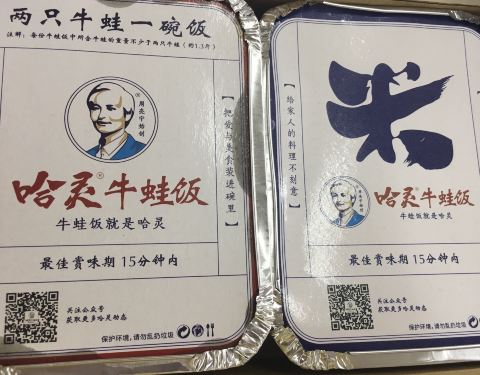 两只牛蛙一碗饭
注解：每份牛蛙饭中所含牛蛙的重量不少于两只牛蛙（约1.3斤）
周亮宁始创
哈灵®牛蛙饭
牛蛙饭就是哈灵
【把爱与美食装进碗里】
最佳赏味期 15分钟内
关注公众号
获取更多哈灵动态
保护环境,请勿乱扔垃圾
【给家人的料理不刻意】
米
哈灵®牛蛙饭
牛蛙饭就是哈灵
最佳赏味期 15分钟内
关注公众号
获取更多哈灵动态
保护环境,请勿乱扔垃圾